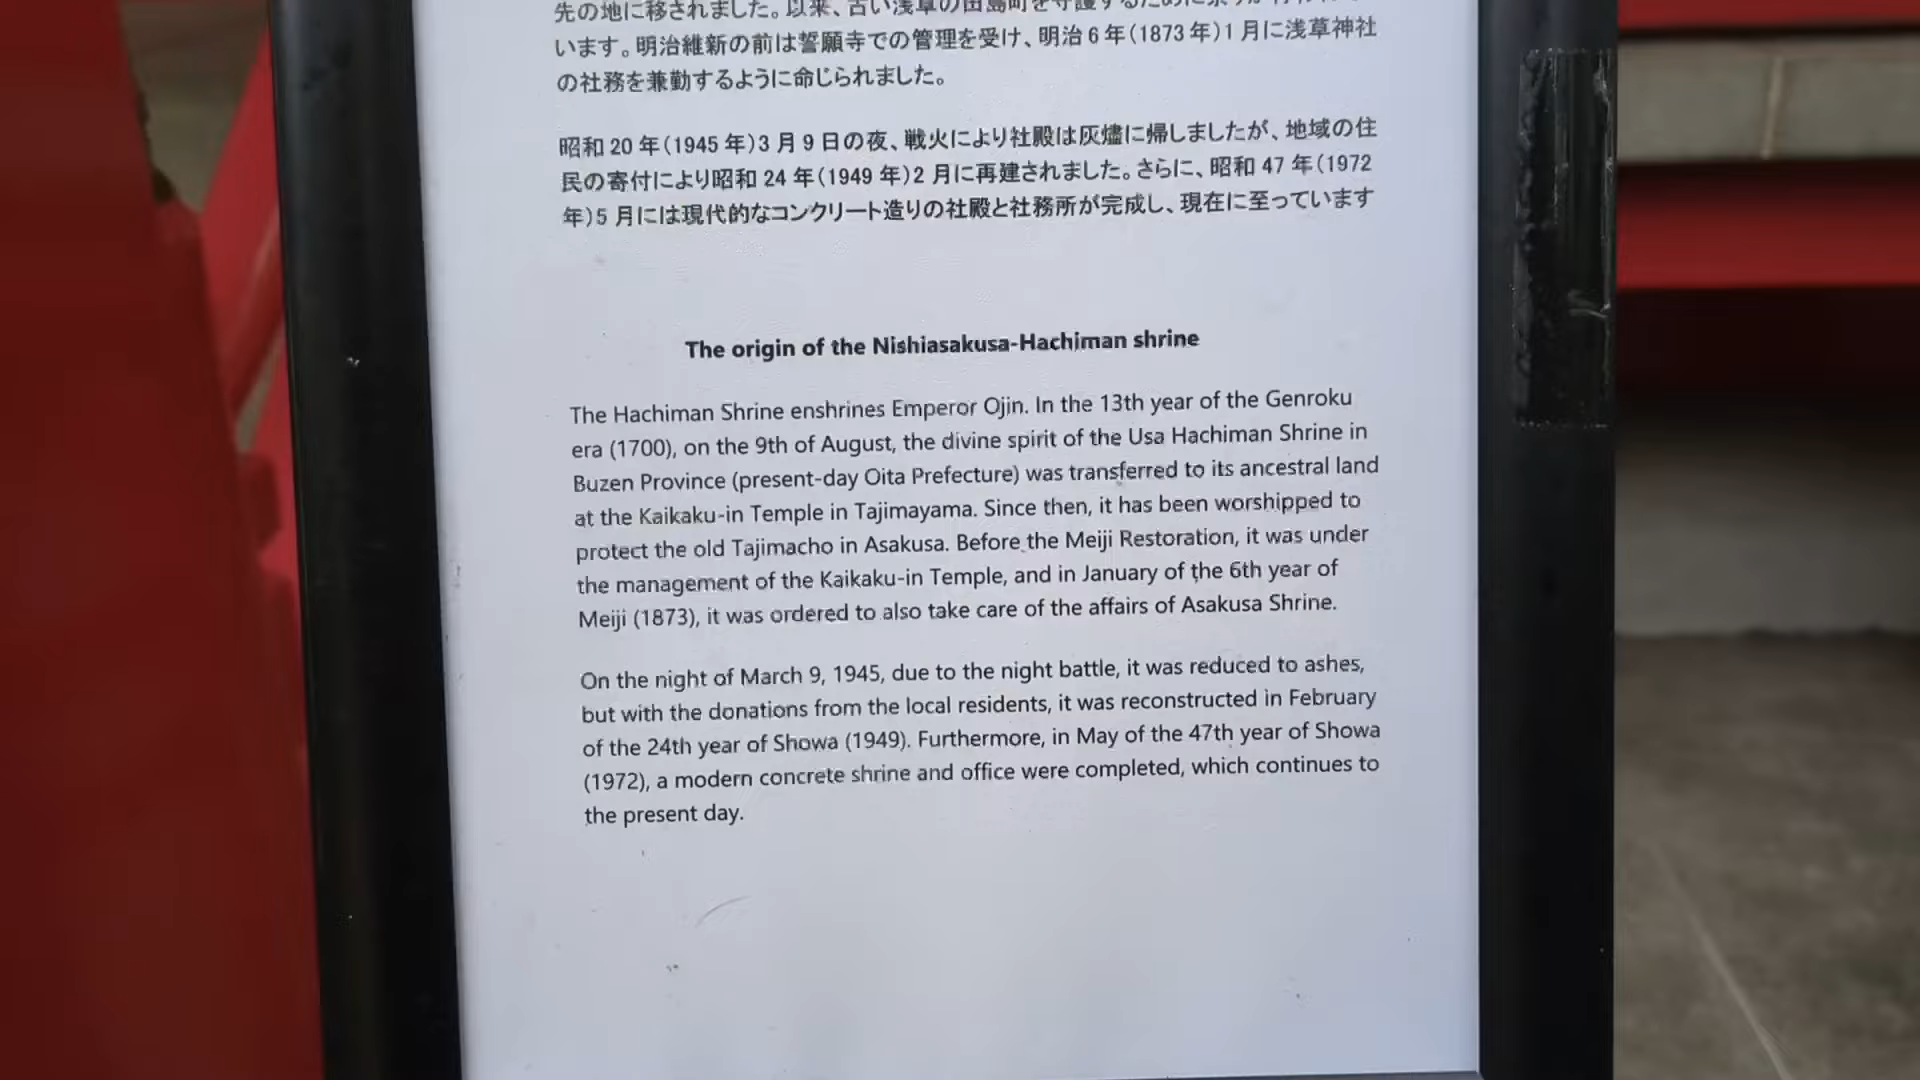 先の地に移されました。以来、古い浅草の田島町を守護するために
います。明治維新の前は誓願寺での管理を受け、明治6年(1873年)1月に浅草神社
の社務を兼勤するように命じられました。
昭和20年(1945年)3月9日の夜、戦火により社殿は灰燼に帰しましたが、地域の住
民の寄付により昭和24年(1949年)2月に再建されました。さらに、昭和47年(1972
年)5月には現代的なコンクリート造りの社殿と社務所が完成し、現在に至っています
The origin of the Nishiasakusa-Hachiman shrine
The Hachiman Shrine enshrines Emperor Ojin. In the 13th year of the Genroku
era (1700), on the 9th of August, the divine spirit of the Usa Hachiman Shrine in
Buzen Province (present-day Oita Prefecture) was transferred to its ancestral land
at the Kaikaku-in Temple in Tajimayama. Since then, it has been worshipped to
protect the old Tajimacho in Asakusa. Before the Meiji Restoration, it was under
the management of the Kaikaku-in Temple, and in January of the 6th year of
Meiji (1873), it was ordered to also take care of the affairs of Asakusa Shrine.
On the night of March 9, 1945, due to the night battle, it was reduced to ashes,
but with the donations from the local residents, it was reconstructed in February
of the 24th year of Showa (1949). Furthermore, in May of the 47th year of Showa
(1972), a modern concrete shrine and office were completed, which continues to
the present day.